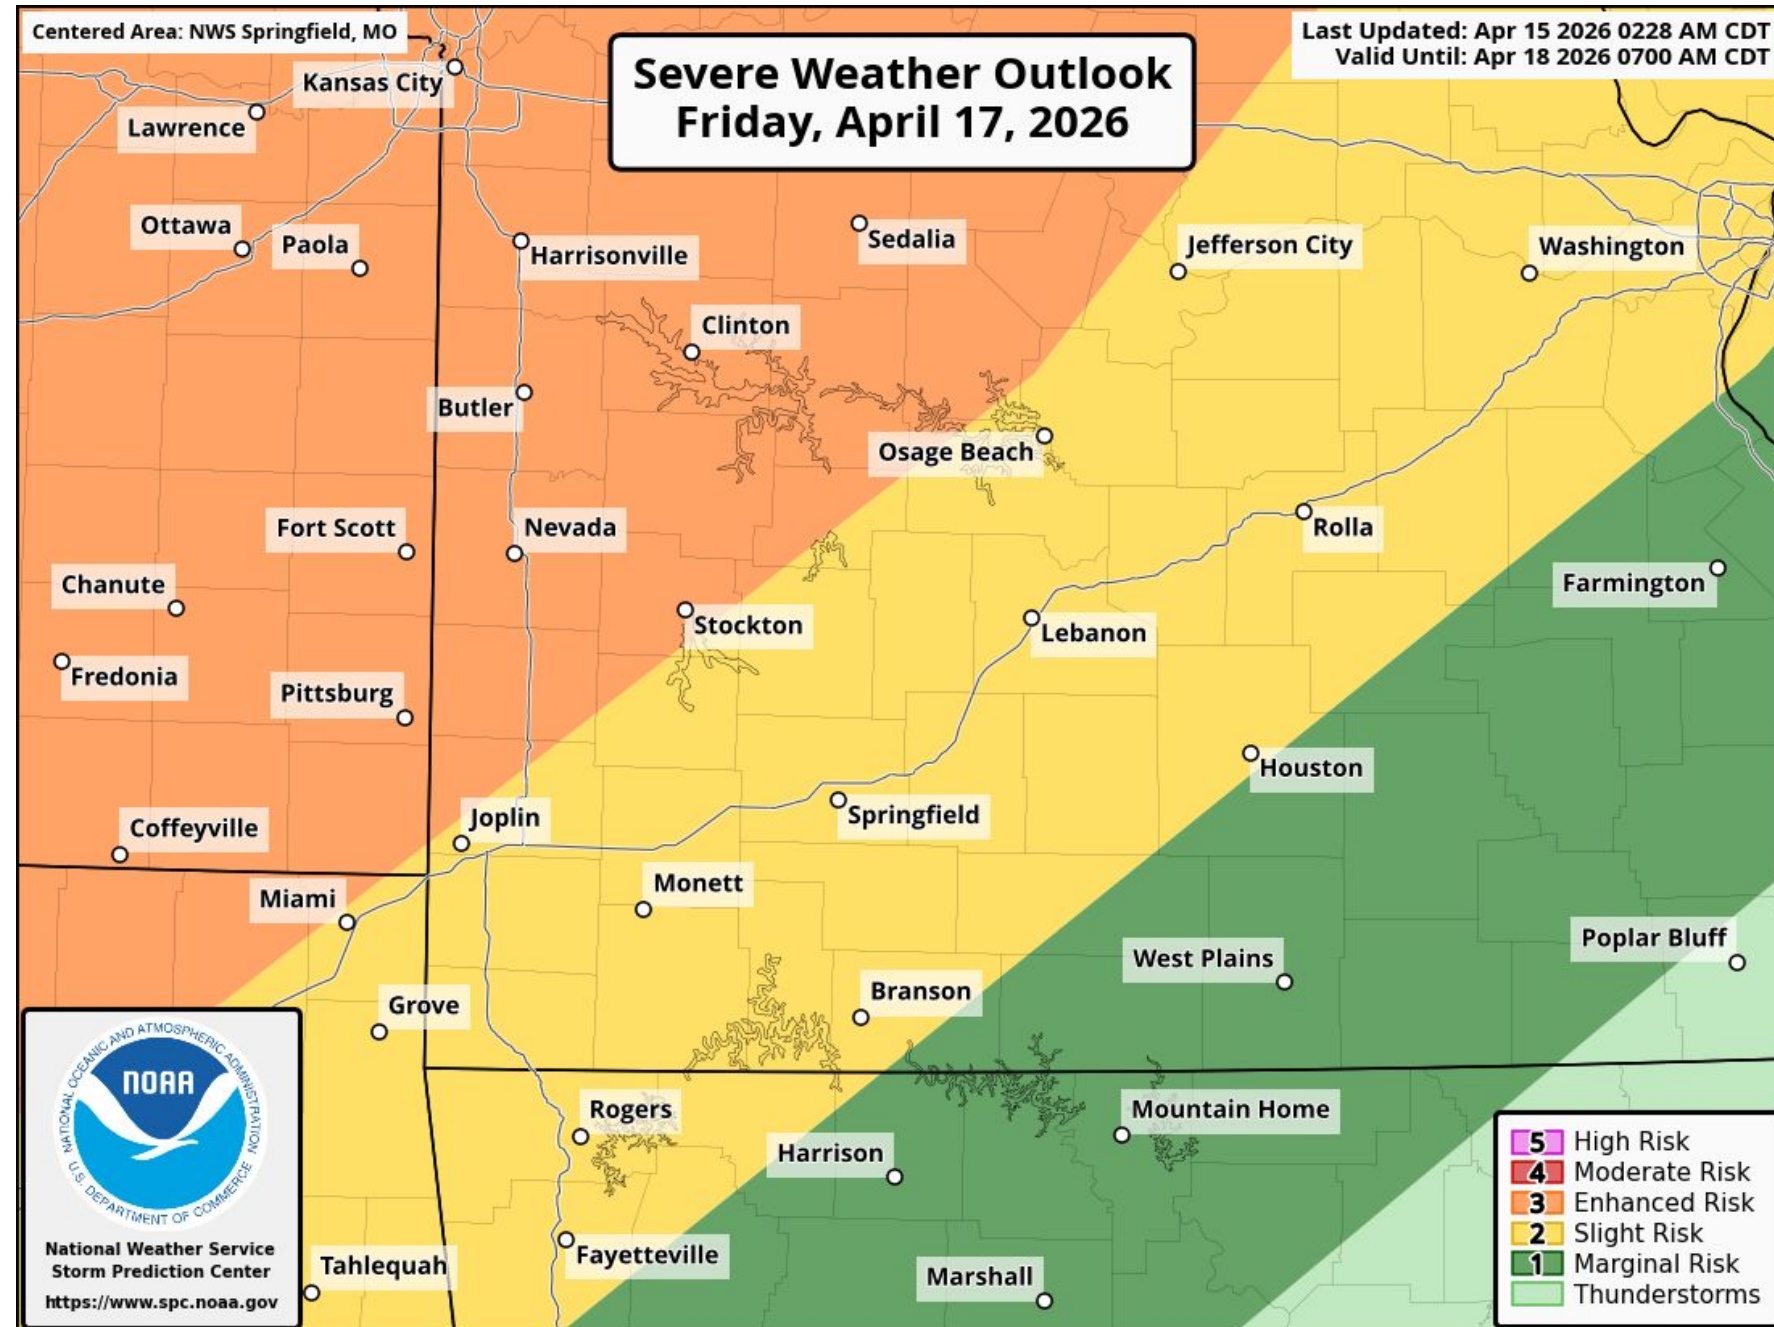 Centered Area: NWS Springfield, MO
Last Updated: Apr 15 2026 0228 AM CDT
Valid Until: Apr 18 2026 0700 AM CDT
Severe Weather Outlook
Friday, April 17, 2026
Kansas City
Lawrence
Ottawa
Paola
Harrisonville
Sedalia
Jefferson City
Washington
Clinton
Butler
Osage Beach
Fort Scott
Nevada
Rolla
Chanute
Farmington
Stockton
Lebanon
Fredonia
Pittsburg
Houston
Coffeyville
Joplin
Springfield
Miami
Monett
Poplar Bluff
West Plains
Grove
Branson
Rogers
Mountain Home
Harrison
Fayetteville
Tahlequah
Marshall
NATIONAL OCEANIC AND ATMOSPHERIC ADMINISTRATION
NOAA
U.S. DEPARTMENT OF COMMERCE
National Weather Service
Storm Prediction Center
https://www.spc.noaa.gov
5 High Risk
4 Moderate Risk
3 Enhanced Risk
2 Slight Risk
1 Marginal Risk
Thunderstorms